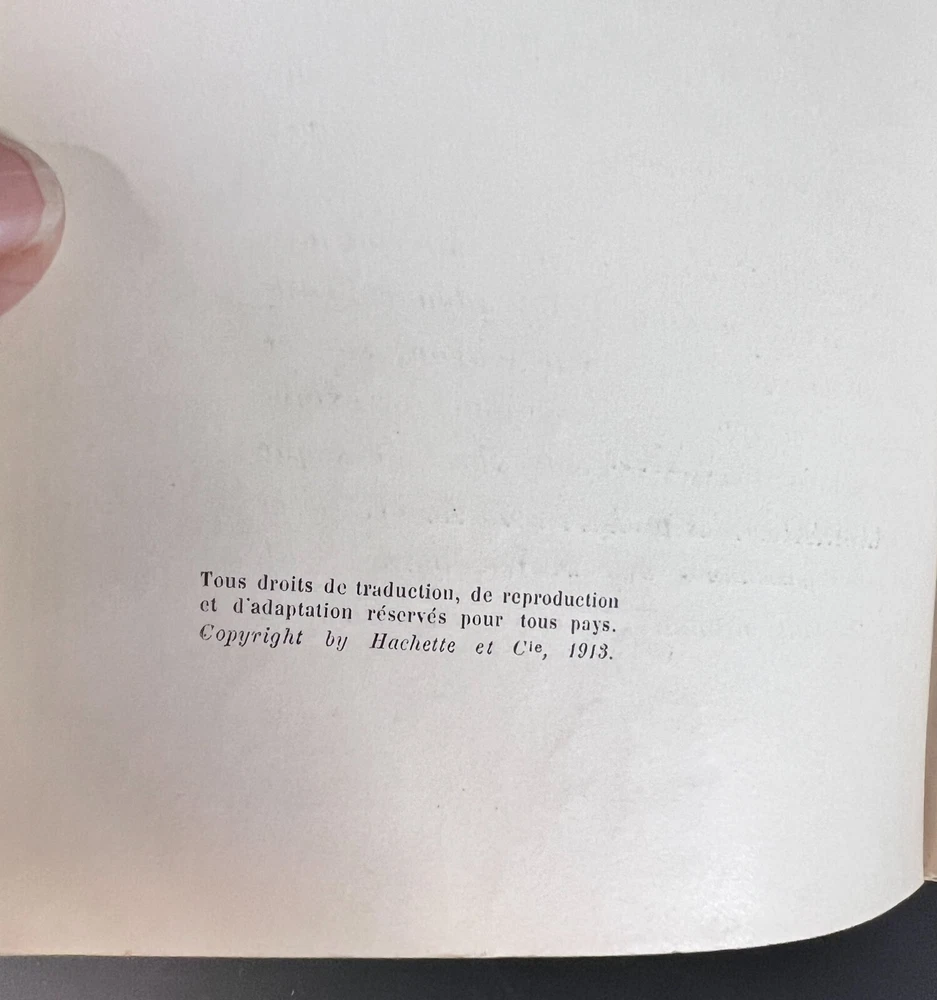 Tous droits de traduction, de reproduction
et d'adaptation réservés pour tous pays.
Copyright by Hachette et Cie, 1913.